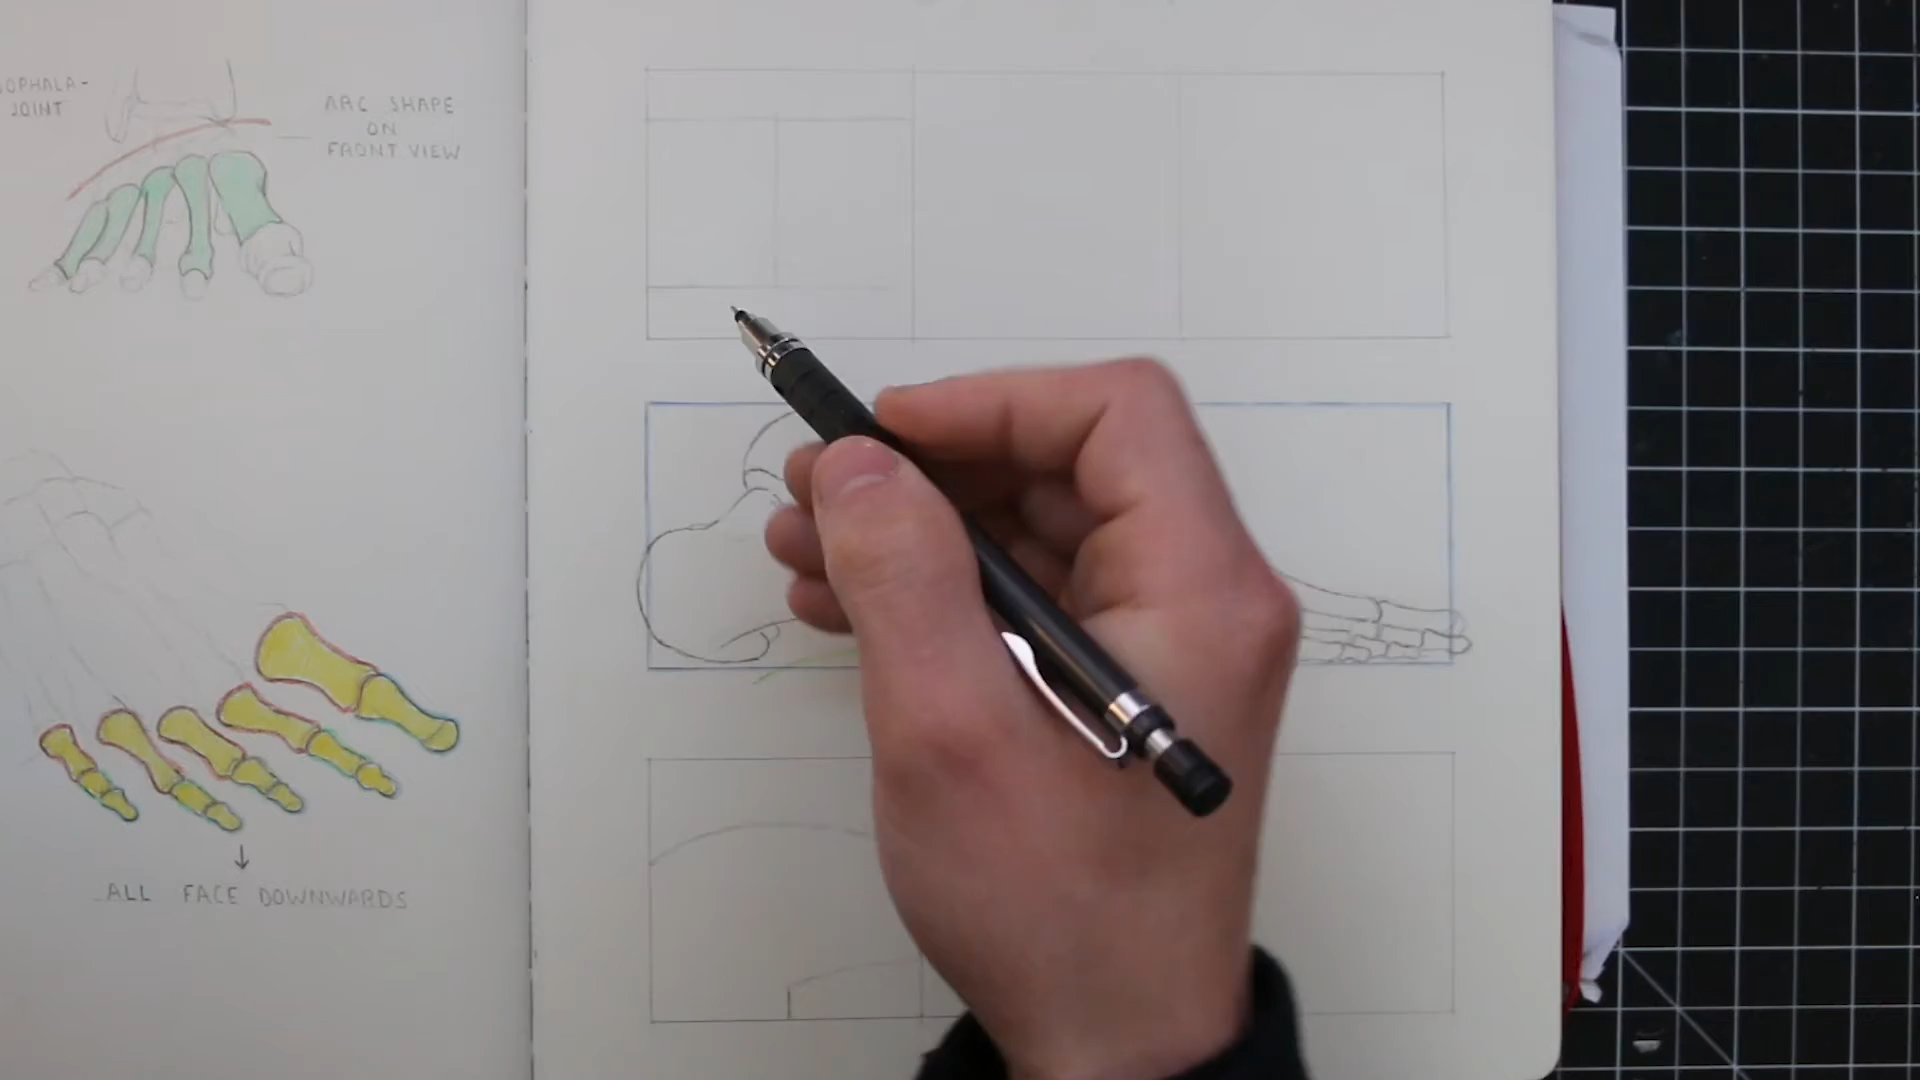 JOINT
ARC SHAPE
ON
FRONT VIEW
ALL FACE DOWNWARDS